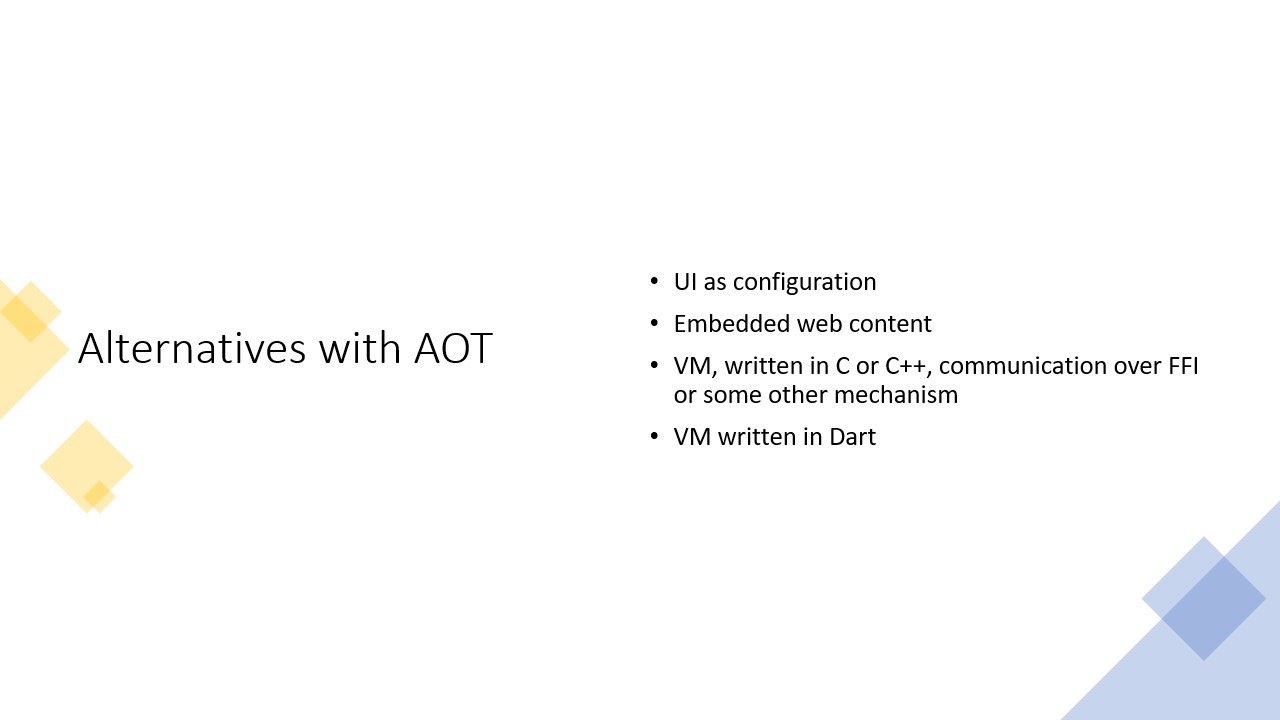 Alternatives with AOT
• UI as configuration
• Embedded web content
• VM, written in C or C++, communication over FFI
or some other mechanism
• VM written in Dart